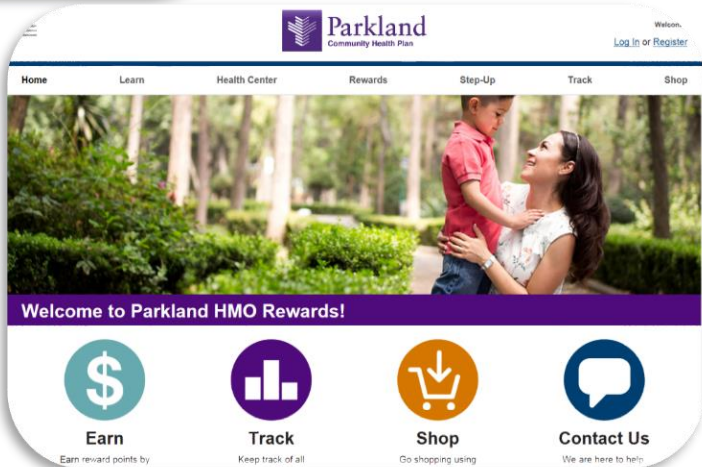 Parkland
Community Health Plan
Welcom.
Log In or Register
Home Learn Health Center Rewards Step-Up Track Shop
Welcome to Parkland HMO Rewards!
$
Earn Track Shop Contact Us
Earn reward points by Keep track of all Go shopping using We are here to help